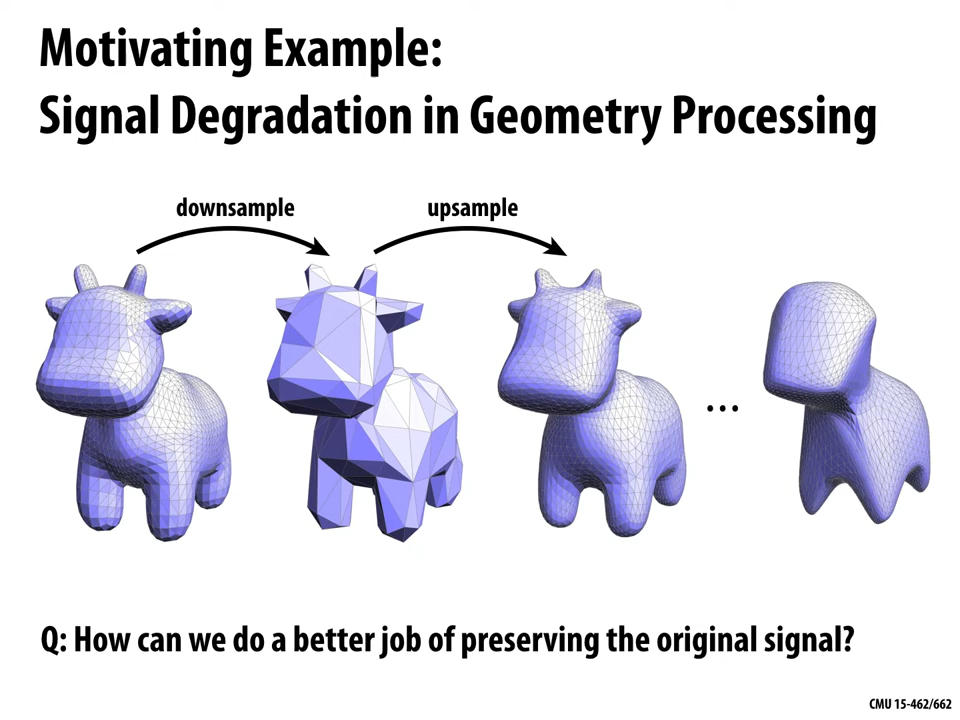 Motivating Example:
Signal Degradation in Geometry Processing
downsample
upsample
...
Q: How can we do a better job of preserving the original signal?
CMU 15-462/662